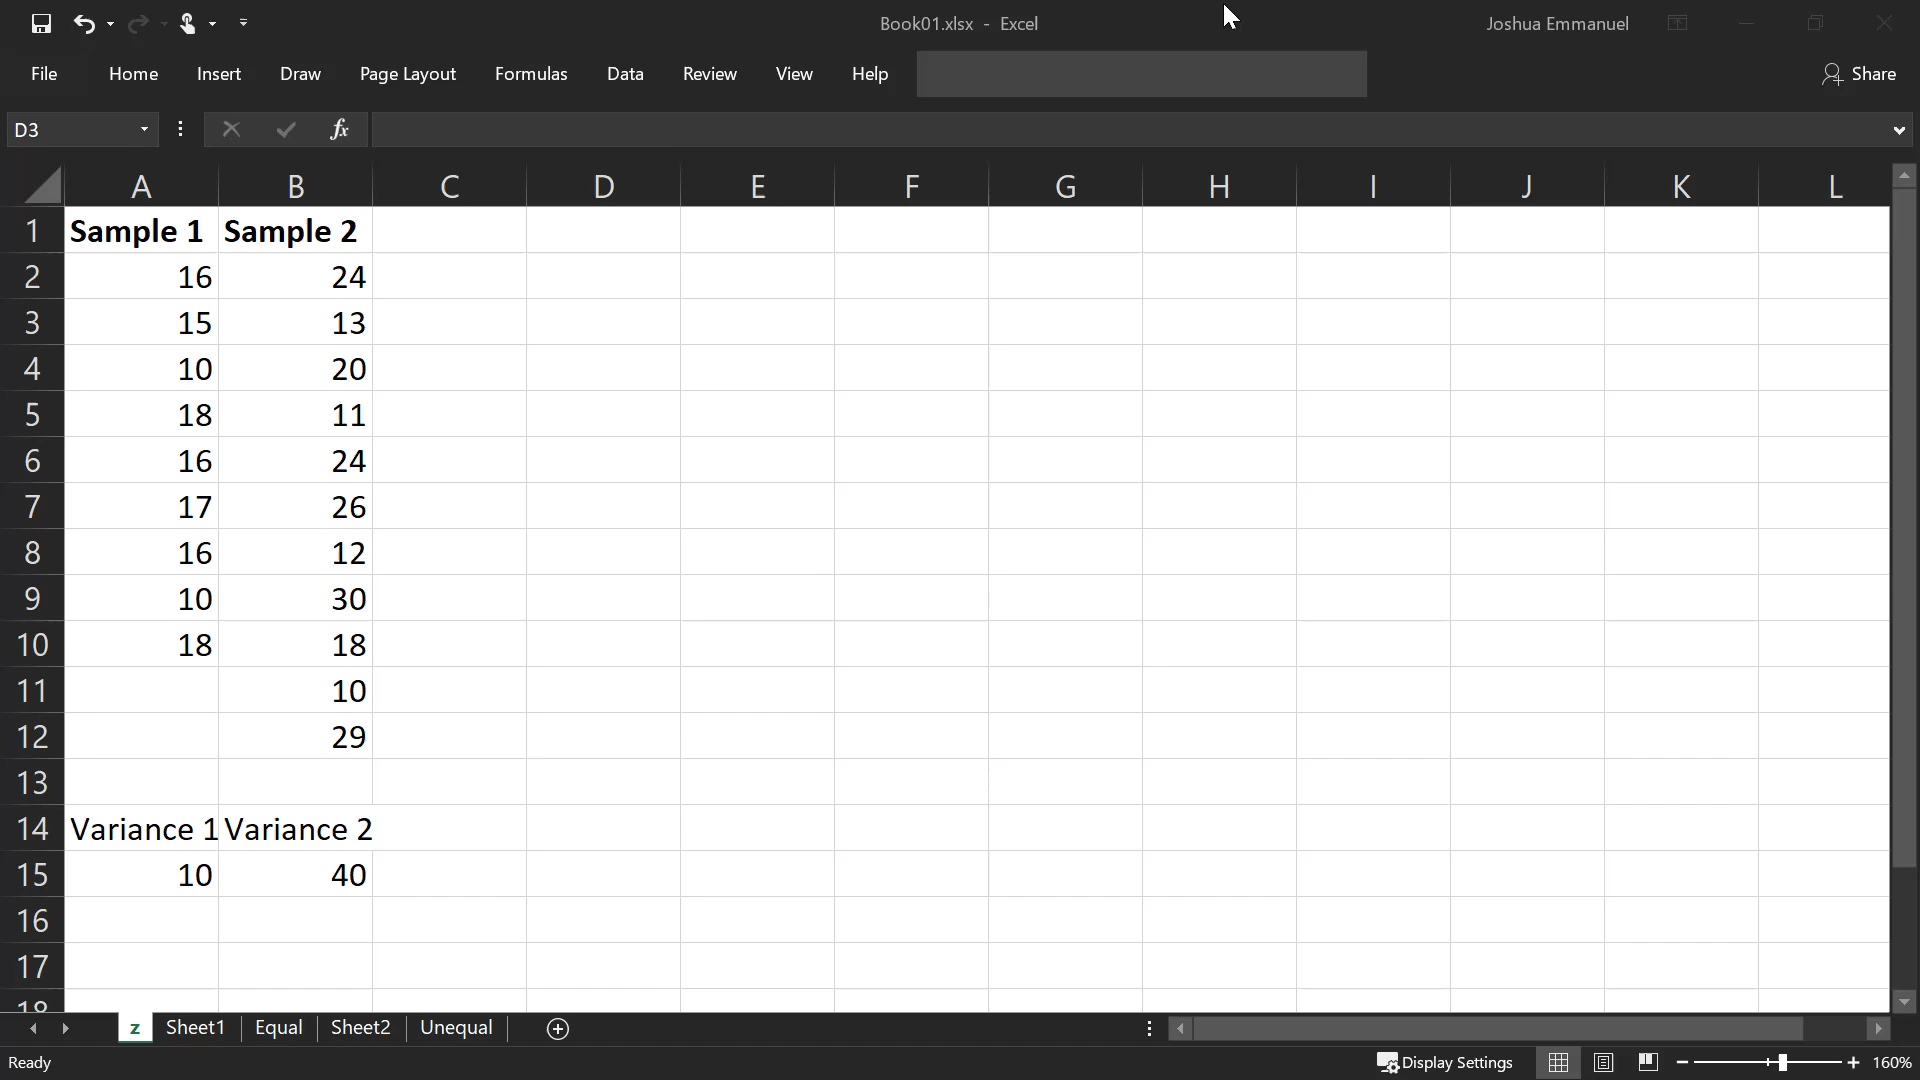 Book01.xlsx - Excel
Joshua Emmanuel
File Home Insert Draw Page Layout Formulas Data Review View Help
Share
D3
fx
A B C D E F G H I J K L
1 Sample 1 Sample 2
2 16 24
3 15 13
4 10 20
5 18 11
6 16 24
7 17 26
8 16 12
9 10 30
10 18 18
11 10
12 29
13
14 Variance 1 Variance 2
15 10 40
16
17
18
z Sheet1 Equal Sheet2 Unequal
Ready
Display Settings
160%